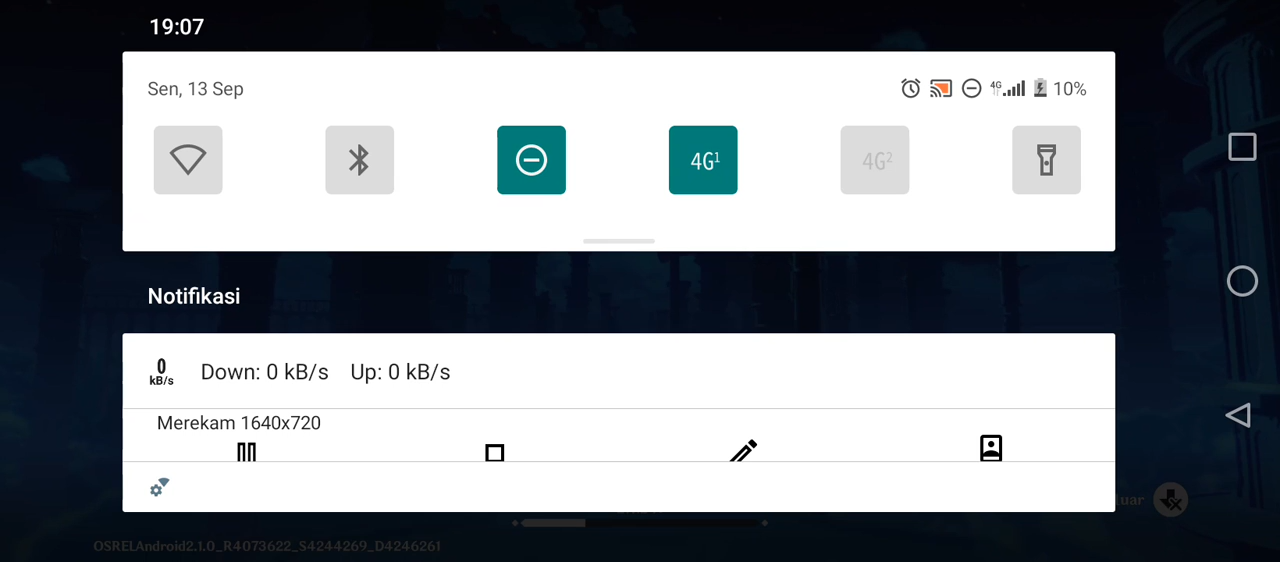 19:07
Sen, 13 Sep
4G
10%
4G1
4G2
Notifikasi
0
kB/s
Down: 0 kB/s Up: 0 kB/s
Merekam 1640x720
uar
OSRELAndroid2.1.0_R4073622_S4244269_D4246261